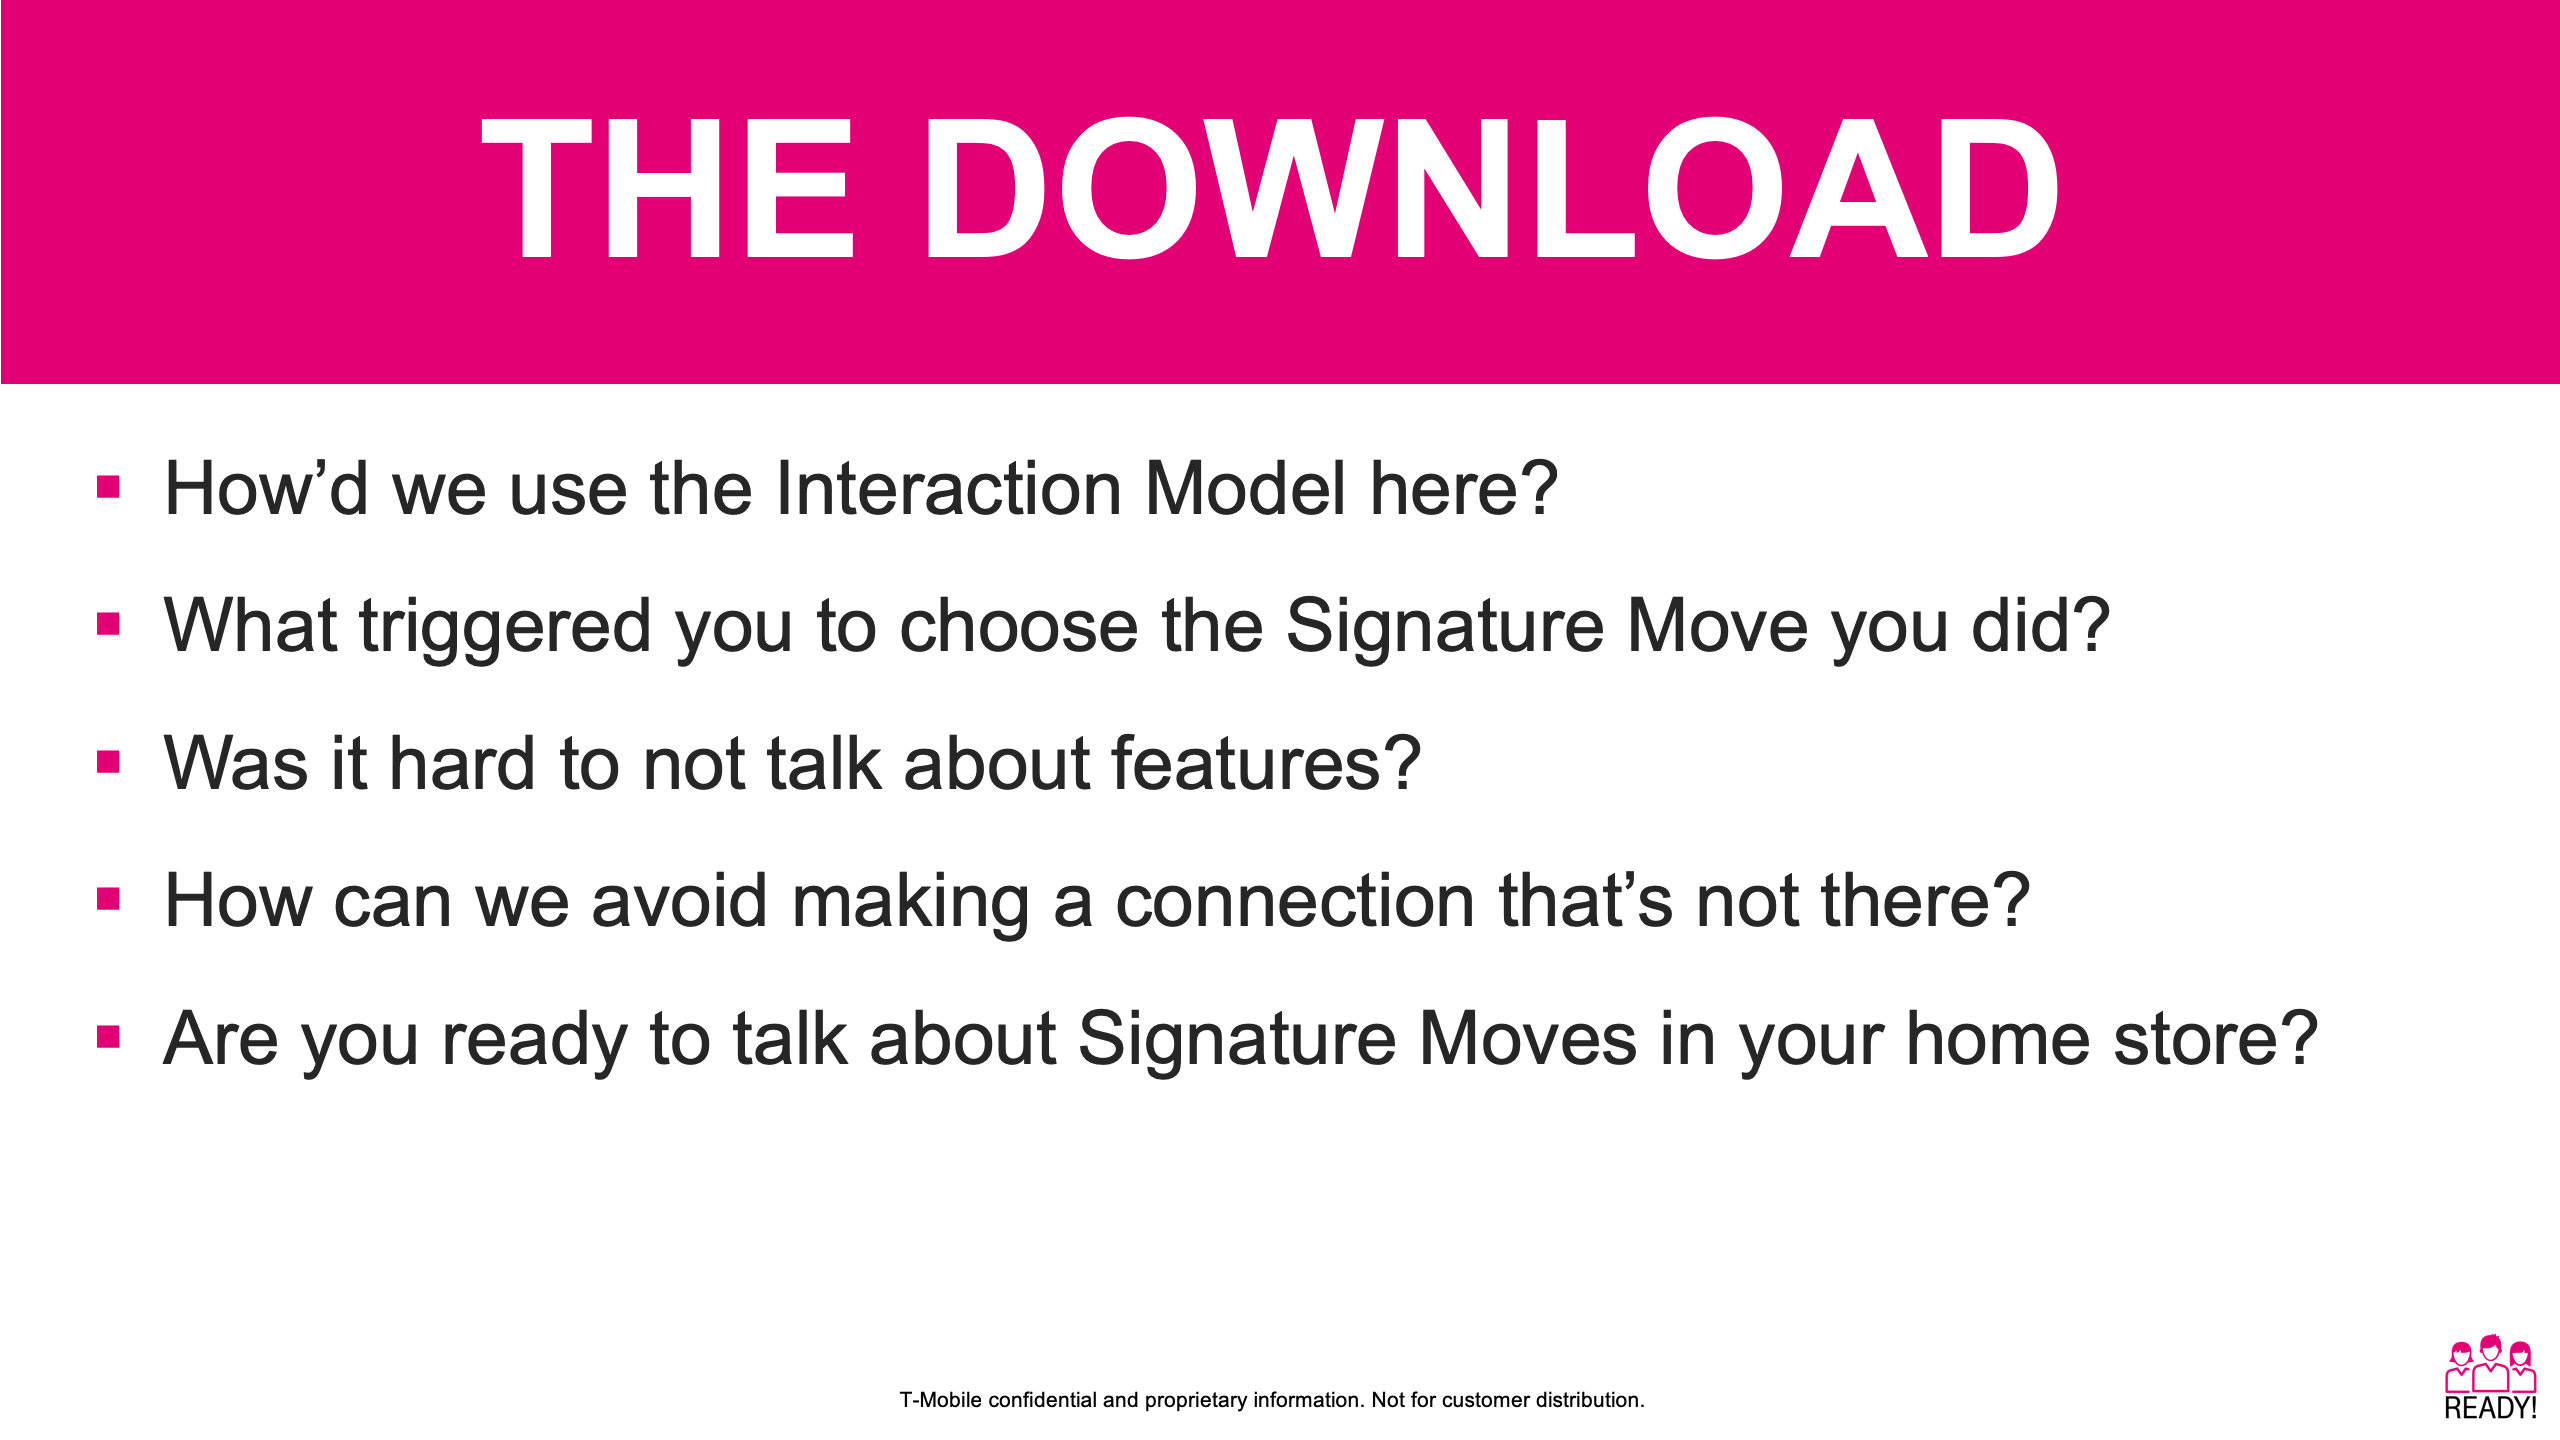 THE DOWNLOAD
How’d we use the Interaction Model here?
What triggered you to choose the Signature Move you did?
Was it hard to not talk about features?
How can we avoid making a connection that’s not there?
Are you ready to talk about Signature Moves in your home store?
T-Mobile confidential and proprietary information. Not for customer distribution.
READY!